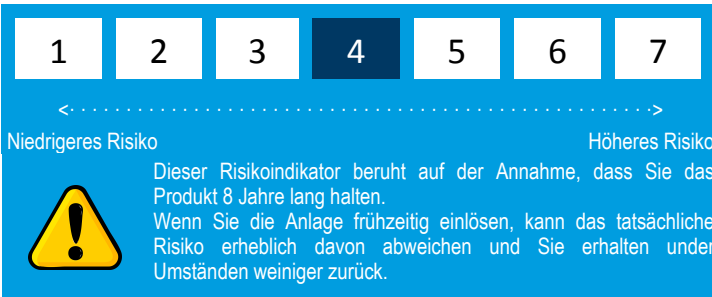 1 2 3 4 5 6 7
<· · · · · · · · · · · · · · · · · · · · · · · · · · · · · · · · · · · · · · · · · · · · · · · · · · · · · · · · · ·>
Niedrigeres Risiko Höheres Risiko
Dieser Risikoindikator beruht auf der Annahme, dass Sie das
Produkt 8 Jahre lang halten.
Wenn Sie die Anlage frühzeitig einlösen, kann das tatsächliche
Risiko erheblich davon abweichen und Sie erhalten under
Umständen weiniger zurück.